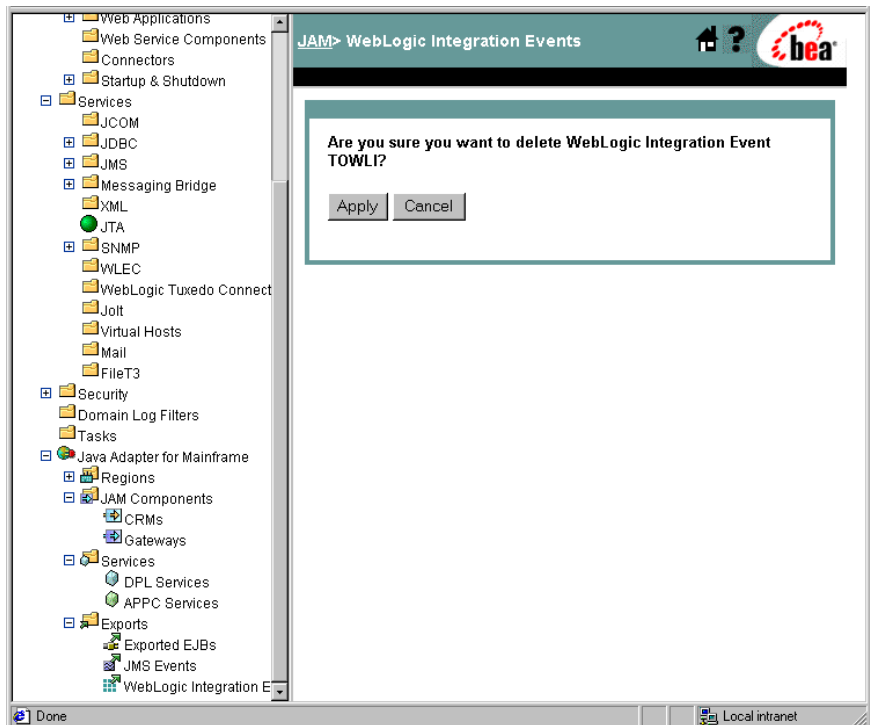 Web Applications
Web Service Components
Connectors
Startup & Shutdown
Services
JCOM
JDBC
JMS
Messaging Bridge
XML
JTA
SNMP
WLEC
WebLogic Tuxedo Connect
Jolt
Virtual Hosts
Mail
FileT3
Security
Domain Log Filters
Tasks
Java Adapter for Mainframe
Regions
JAM Components
CRMs
Gateways
Services
DPL Services
APPC Services
Exports
Exported EJBs
JMS Events
WebLogic Integration E
JAM> WebLogic Integration Events
?
bea
Are you sure you want to delete WebLogic Integration Event
TOWLI?
Apply Cancel
Done
Local intranet